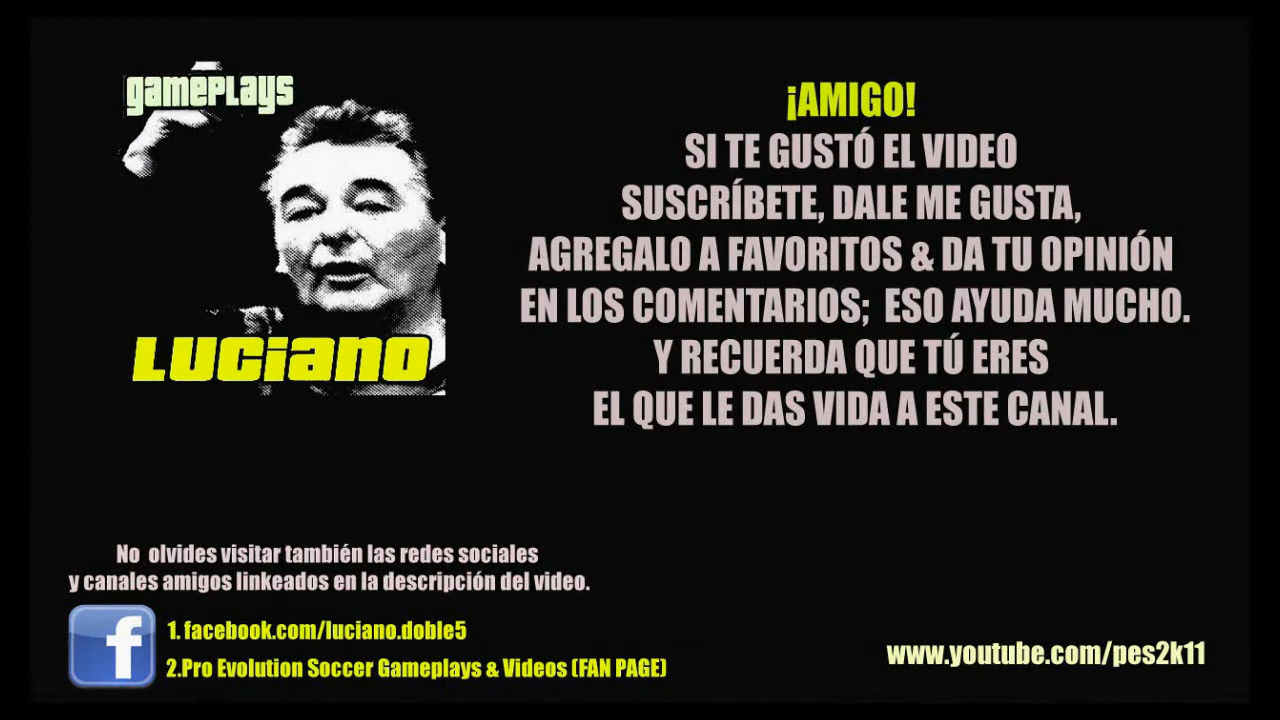 gamePLays
LUciano
¡AMIGO!
SI TE GUSTÓ EL VIDEO
SUSCRÍBETE, DALE ME GUSTA,
AGREGALO A FAVORITOS & DA TU OPINIÓN
EN LOS COMENTARIOS; ESO AYUDA MUCHO.
Y RECUERDA QUE TÚ ERES
EL QUE LE DAS VIDA A ESTE CANAL.
No olvides visitar también las redes sociales
y canales amigos linkeados en la descripción del video.
f
1. facebook.com/luciano.doble5
2.Pro Evolution Soccer Gameplays & Videos (FAN PAGE)
www.youtube.com/pes2k11